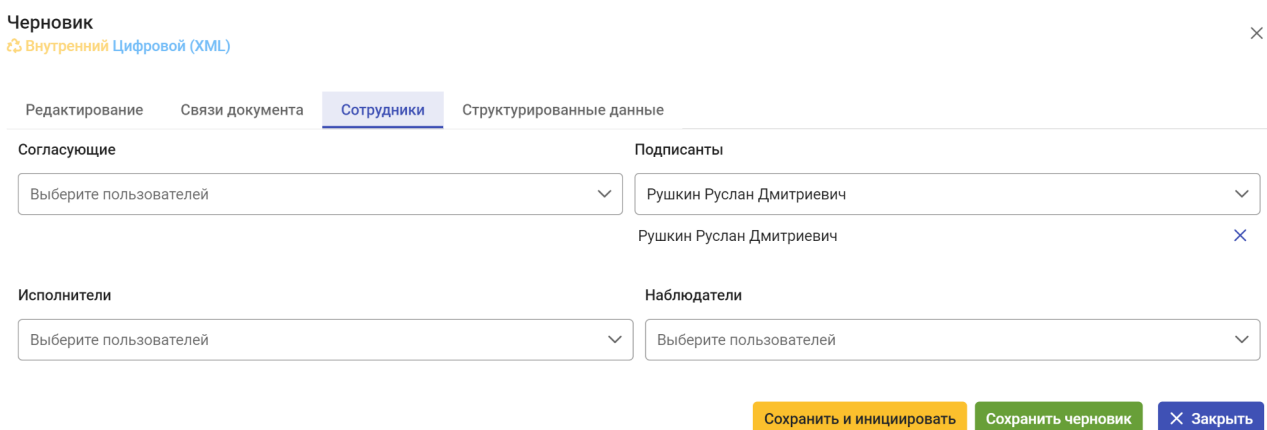 Черновик
Внутренний Цифровой (XML)
Редактирование Связи документа Сотрудники Структурированные данные
Согласующие Подписанты
Выберите пользователей Рушкин Руслан Дмитриевич
Рушкин Руслан Дмитриевич
Исполнители Наблюдатели
Выберите пользователей Выберите пользователей
Сохранить и инициировать Сохранить черновик Закрыть